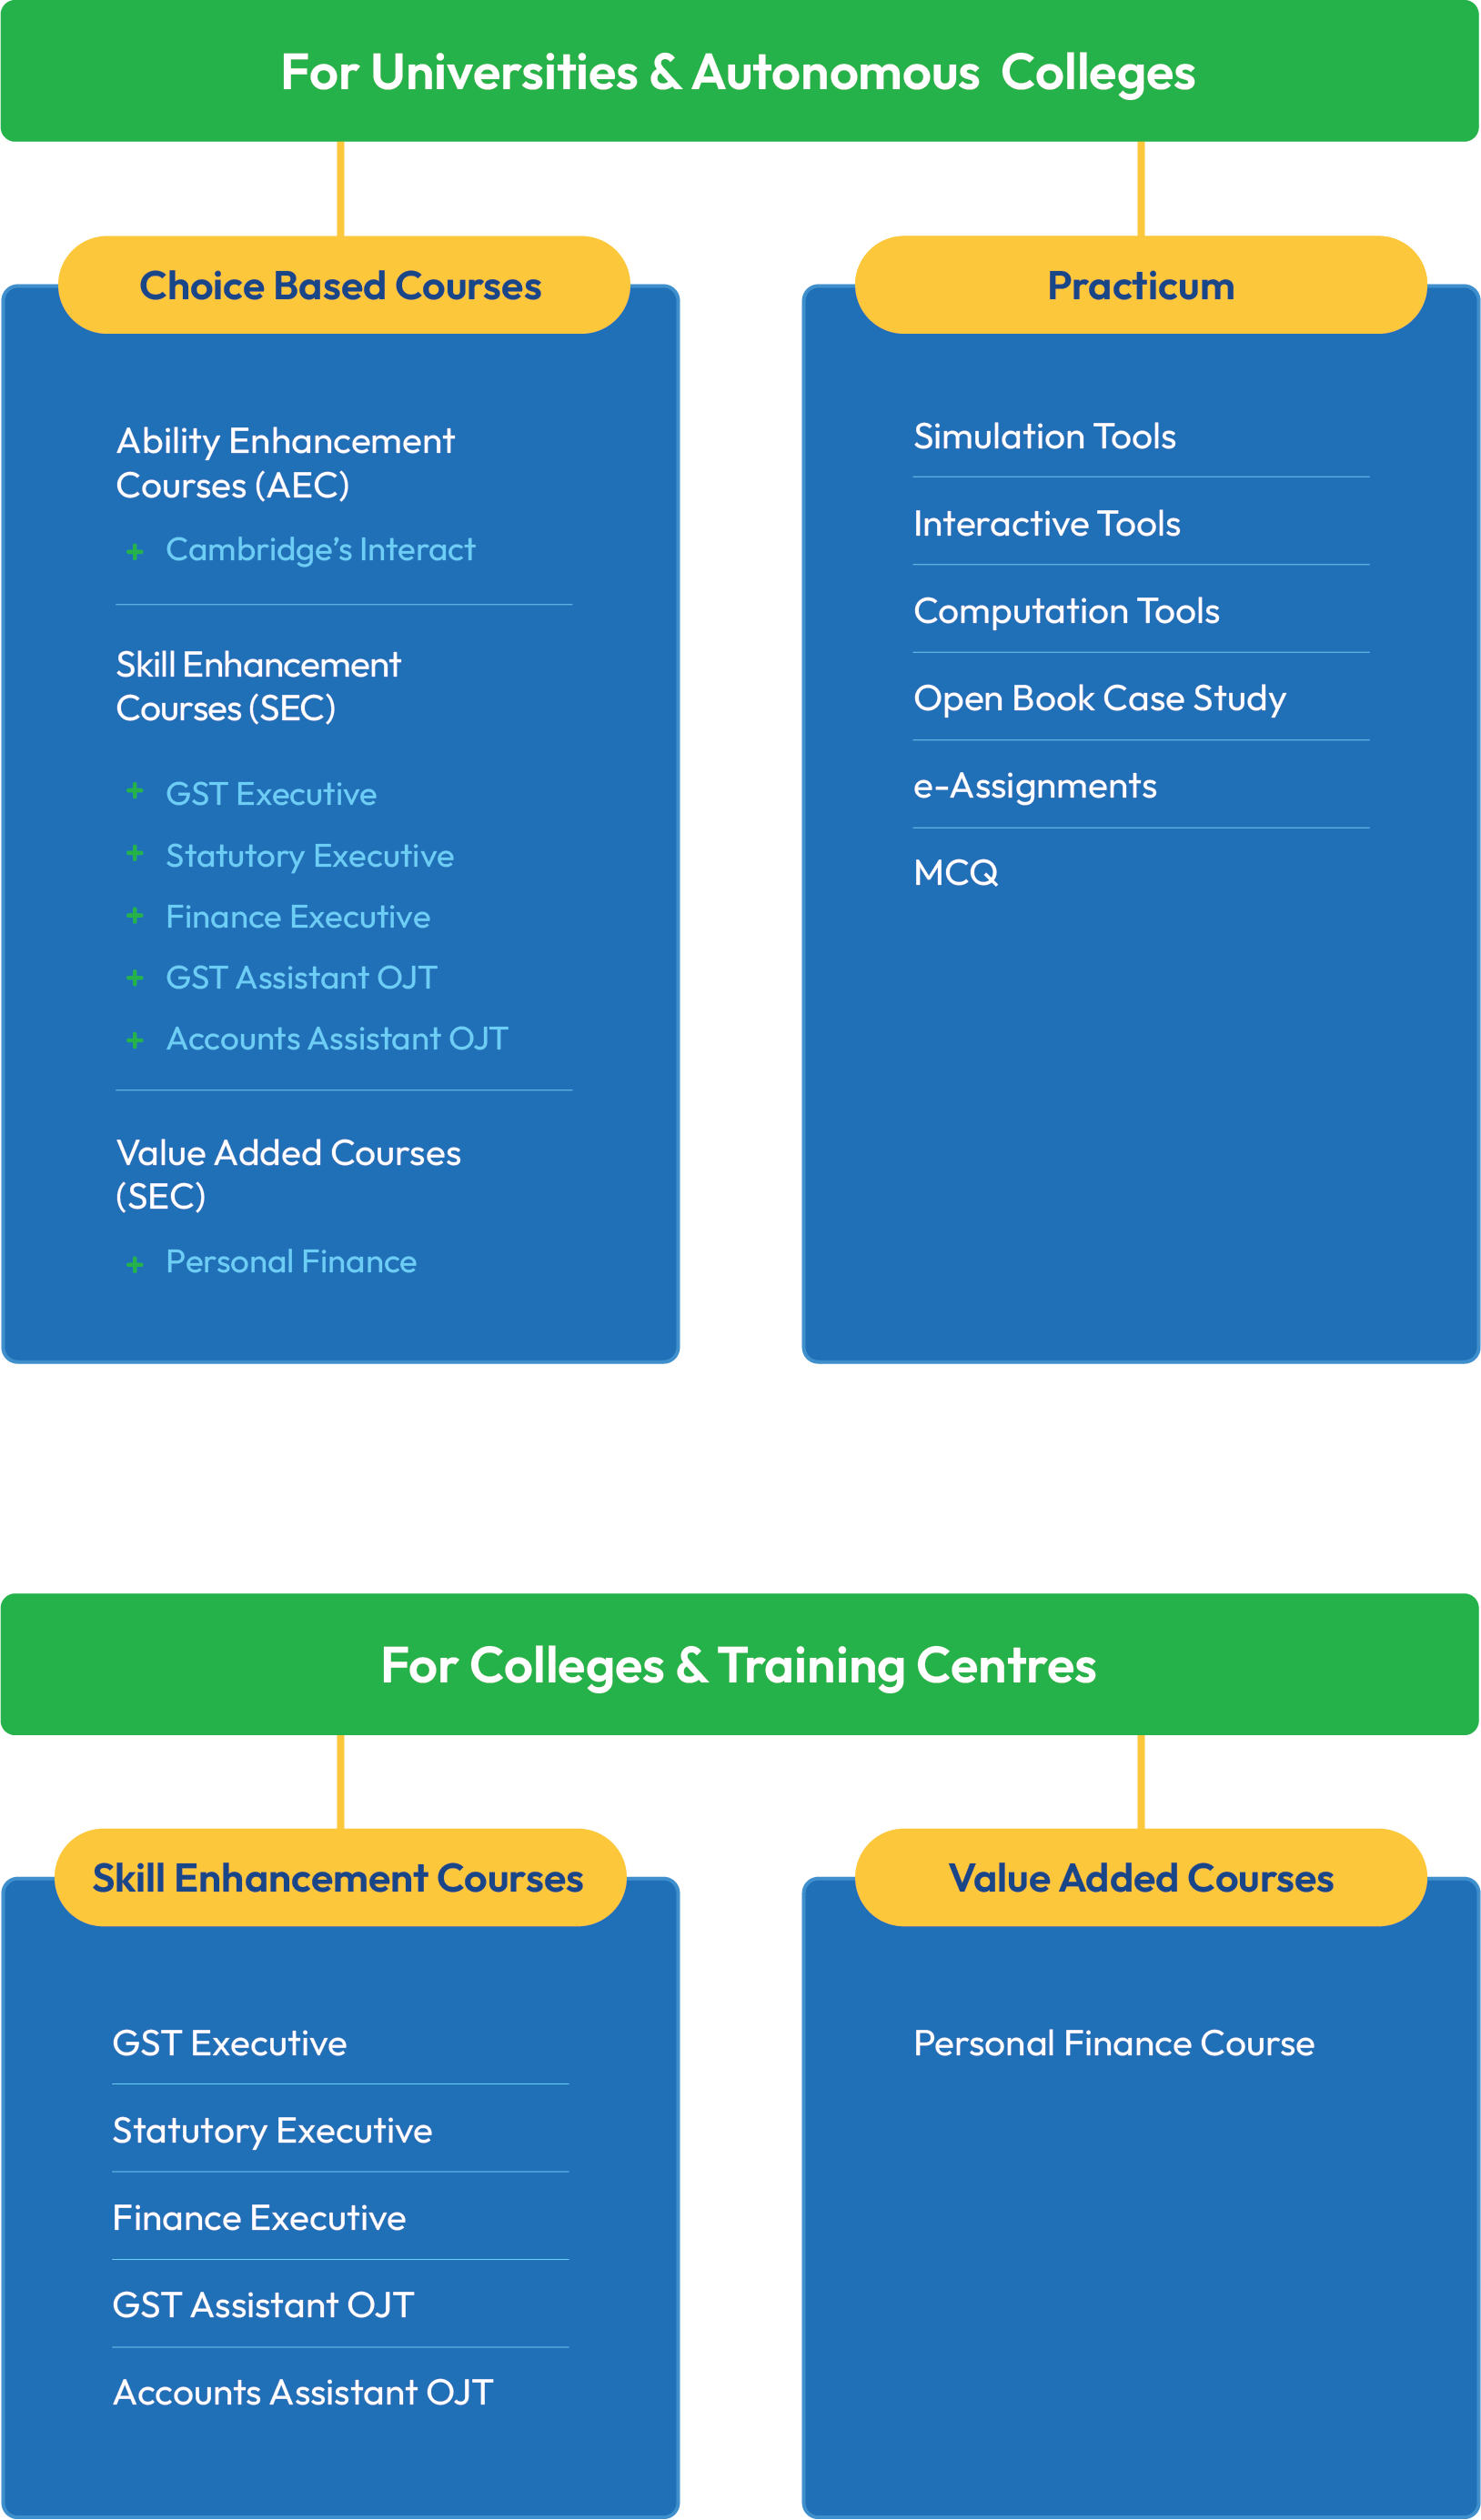 For Universities & Autonomous Colleges
Choice Based Courses
Ability Enhancement
Courses (AEC)
+ Cambridge’s Interact
Skill Enhancement
Courses (SEC)
+ GST Executive
+ Statutory Executive
+ Finance Executive
+ GST Assistant OJT
+ Accounts Assistant OJT
Value Added Courses
(SEC)
+ Personal Finance
Practicum
Simulation Tools
Interactive Tools
Computation Tools
Open Book Case Study
e-Assignments
MCQ
For Colleges & Training Centres
Skill Enhancement Courses
GST Executive
Statutory Executive
Finance Executive
GST Assistant OJT
Accounts Assistant OJT
Value Added Courses
Personal Finance Course